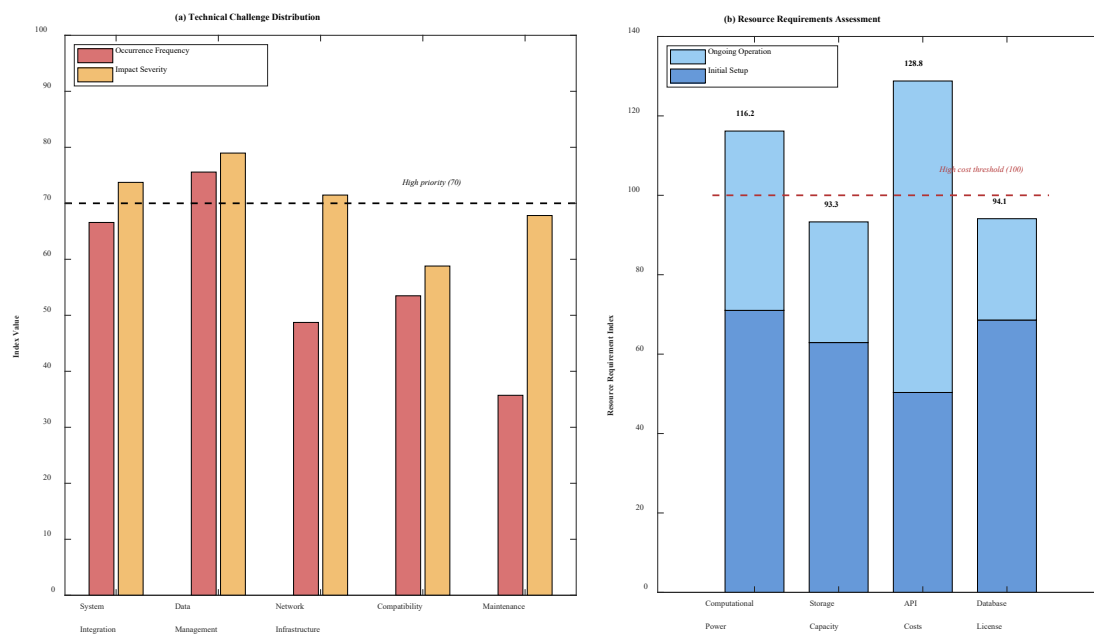 (a) Technical Challenge Distribution
100
90
80
70
60
50
40
30
20
10
0
Index Value
Occurrence Frequency
Impact Severity
High priority (70)
System
Integration
Data
Management
Network
Infrastructure
Compatibility
Maintenance
(b) Resource Requirements Assessment
140
120
100
80
60
40
20
0
Resource Requirement Index
Ongoing Operation
Initial Setup
116.2
93.3
128.8
94.1
High cost threshold (100)
Computational
Power
Storage
Capacity
API
Costs
Database
License